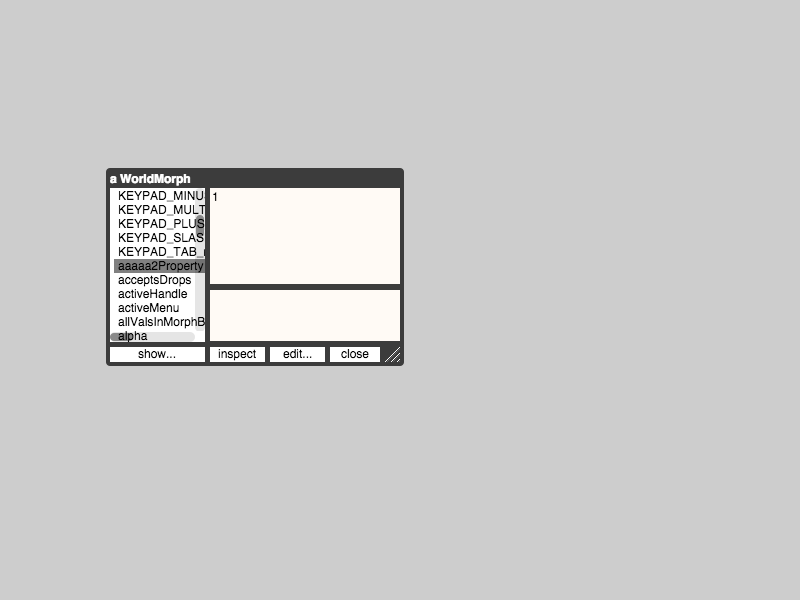 a WorldMorph
KEYPAD_MINU
KEYPAD_MULT
KEYPAD_PLUS
KEYPAD_SLAS
KEYPAD_TAB_
aaaaa2Property
acceptsDrops
activeHandle
activeMenu
allValsInMorphB
alpha
1
show... inspect edit... close